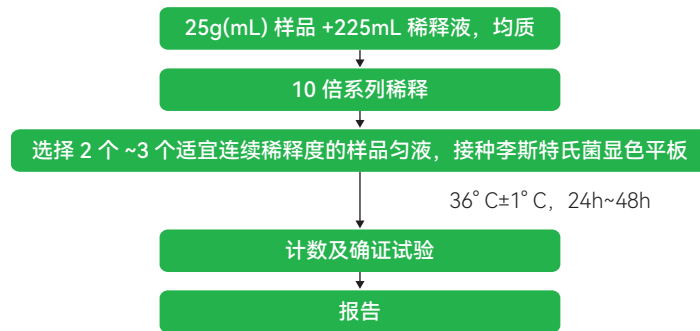 25g(mL) 样品 +225mL 稀释液，均质
10 倍系列稀释
选择 2 个 ~3 个适宜连续稀释度的样品匀液，接种李斯特氏菌显色平板
36° C±1° C，24h~48h
计数及确证试验
报告